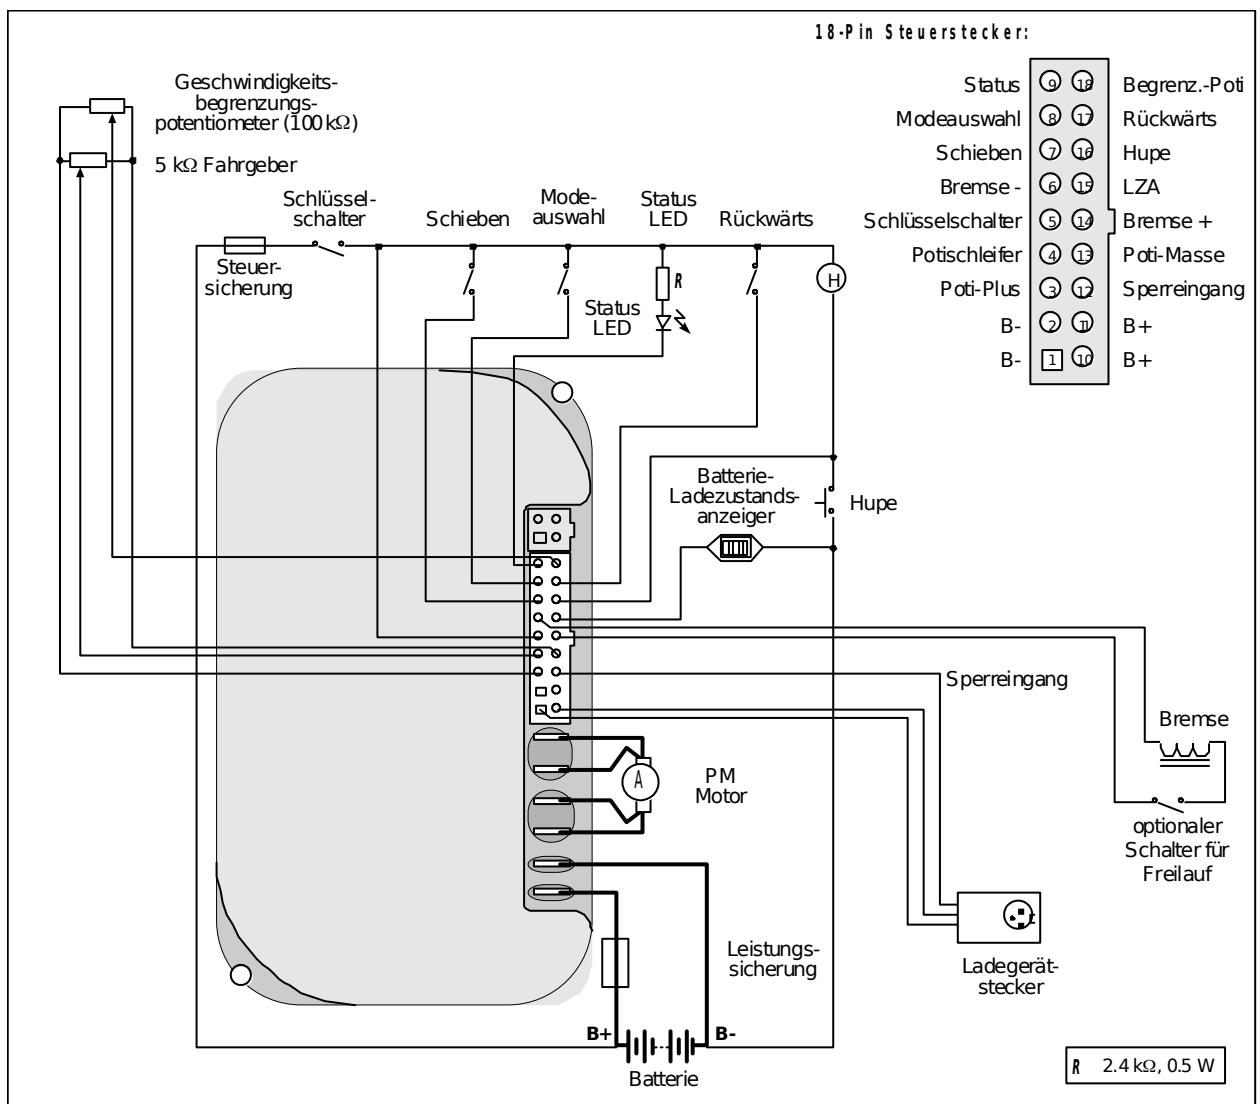 18-Pin Steuerstecker:
Status 9 18 Begrenz.-Poti
Modeauswahl 8 17 Rückwärts
Schieben 7 16 Hupe
Bremse - 6 15 LZA
Schlüsselschalter 5 14 Bremse +
Potischleifer 4 13 Poti-Masse
Poti-Plus 3 12 Sperreingang
B- 2 11 B+
B- 1 10 B+
Geschwindigkeits-
begrenzungs-
potentiometer (100 kΩ)
5 kΩ Fahrgeber
Schlüssel-
schalter
Schieben
Mode-
auswahl
Status
LED
Rückwärts
Steuer-
sicherung
R
H
Status
LED
Batterie-
Ladezustands-
anzeiger
Hupe
Sperreingang
Bremse
A
PM
Motor
optionaler
Schalter für
Freilauf
Leistungs-
sicherung
Ladegerät-
stecker
B+
B-
Batterie
R 2.4 kΩ, 0.5 W